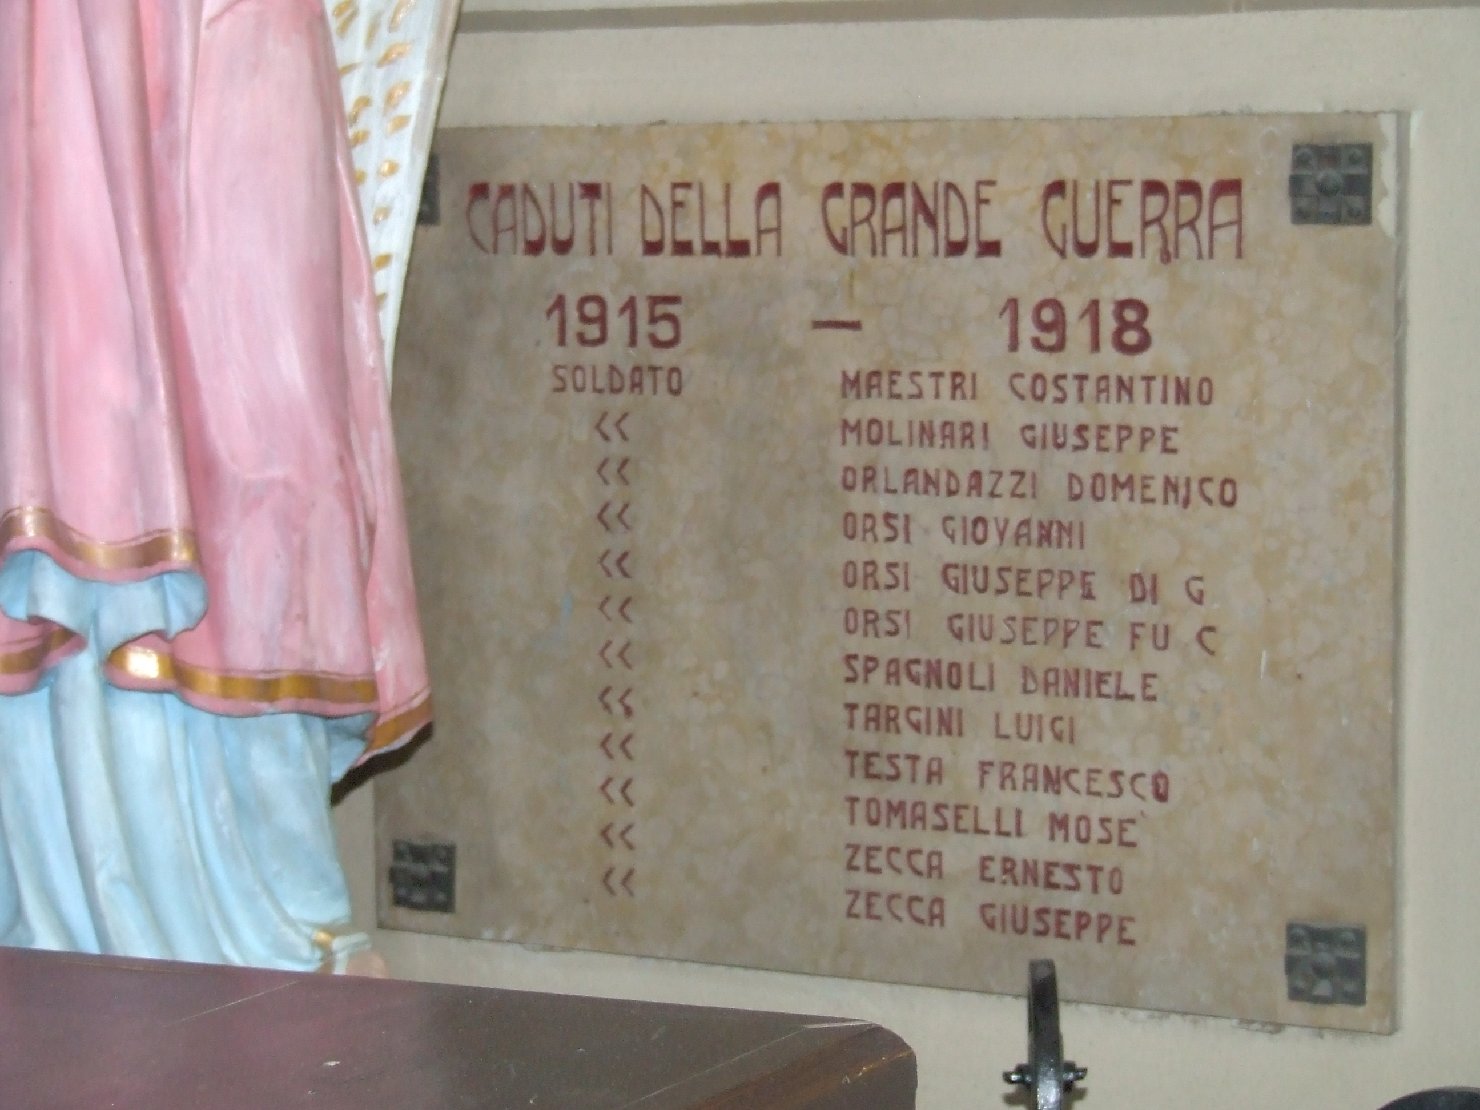 CADUTI DELLA GRANDE GUERRA
1915 – 1918
SOLDATO MAESTRI COSTANTINO
<< MOLINARI GIUSEPPE
<< ORLANDAZZI DOMENICO
<< ORSI GIOVANNI
<< ORSI GIUSEPPE DI G
<< ORSI GIUSEPPE FU C
<< SPAGNOLI DANIELE
<< TARGINI LUIGI
<< TESTA FRANCESCO
<< TOMASELLI MOSE`
<< ZECCA ERNESTO
<< ZECCA GIUSEPPE